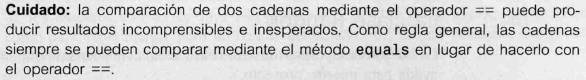 Cuidado: la comparación de dos cadenas mediante el operador == puede pro-
ducir resultados incomprensibles e inesperados. Como regla general, las cadenas
siempre se pueden comparar mediante el método equals en lugar de hacerlo con
el operador ==.